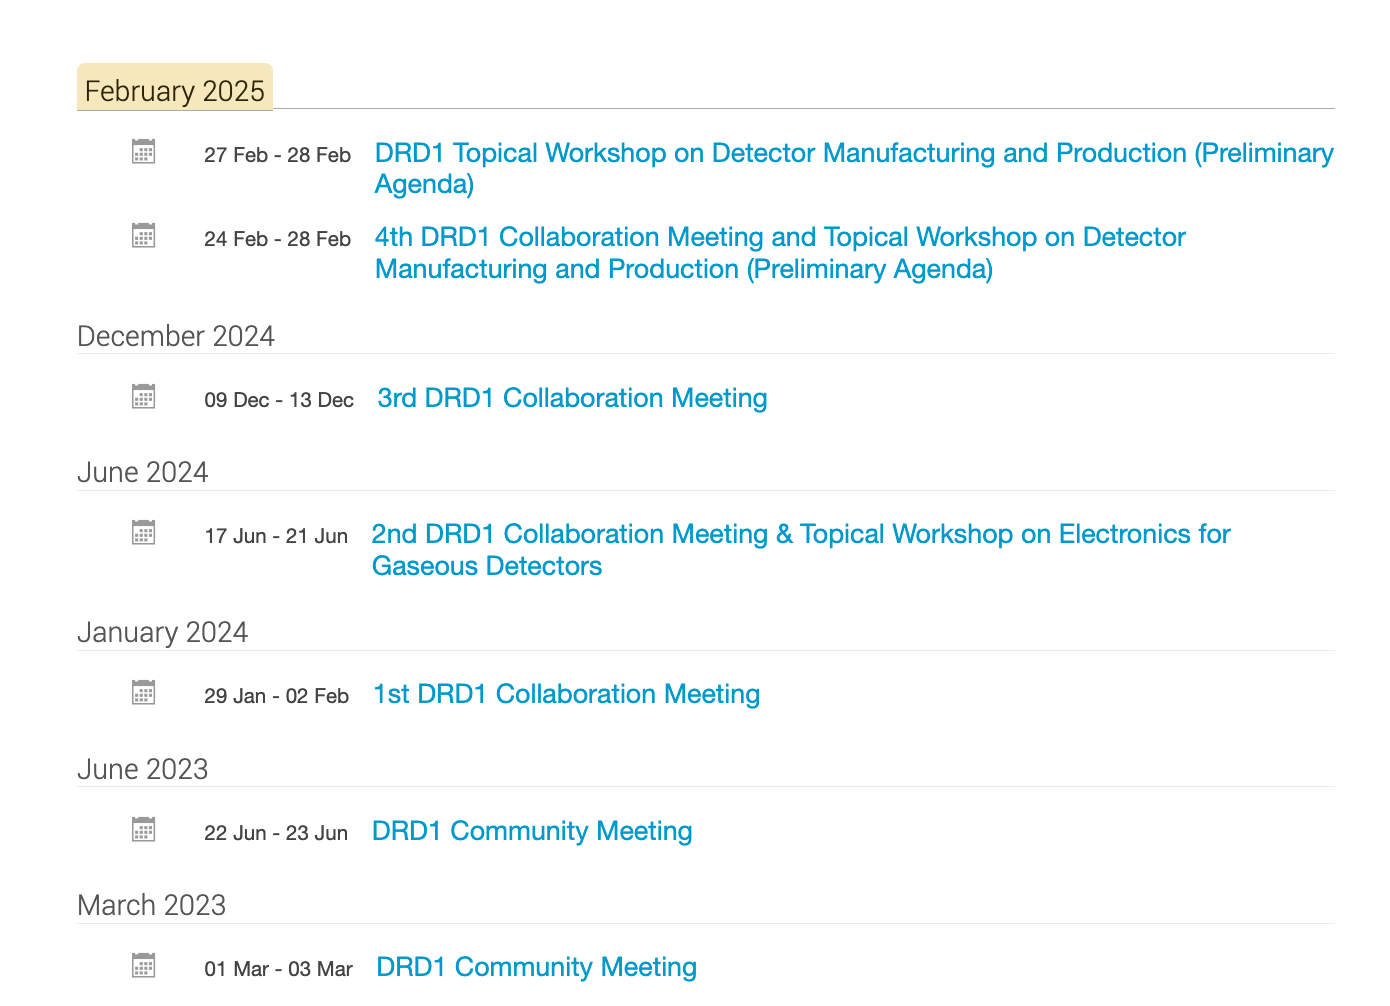 February 2025
27 Feb - 28 Feb DRD1 Topical Workshop on Detector Manufacturing and Production (Preliminary
Agenda)
24 Feb - 28 Feb 4th DRD1 Collaboration Meeting and Topical Workshop on Detector
Manufacturing and Production (Preliminary Agenda)
December 2024
09 Dec - 13 Dec 3rd DRD1 Collaboration Meeting
June 2024
17 Jun - 21 Jun 2nd DRD1 Collaboration Meeting & Topical Workshop on Electronics for
Gaseous Detectors
January 2024
29 Jan - 02 Feb 1st DRD1 Collaboration Meeting
June 2023
22 Jun - 23 Jun DRD1 Community Meeting
March 2023
01 Mar - 03 Mar DRD1 Community Meeting